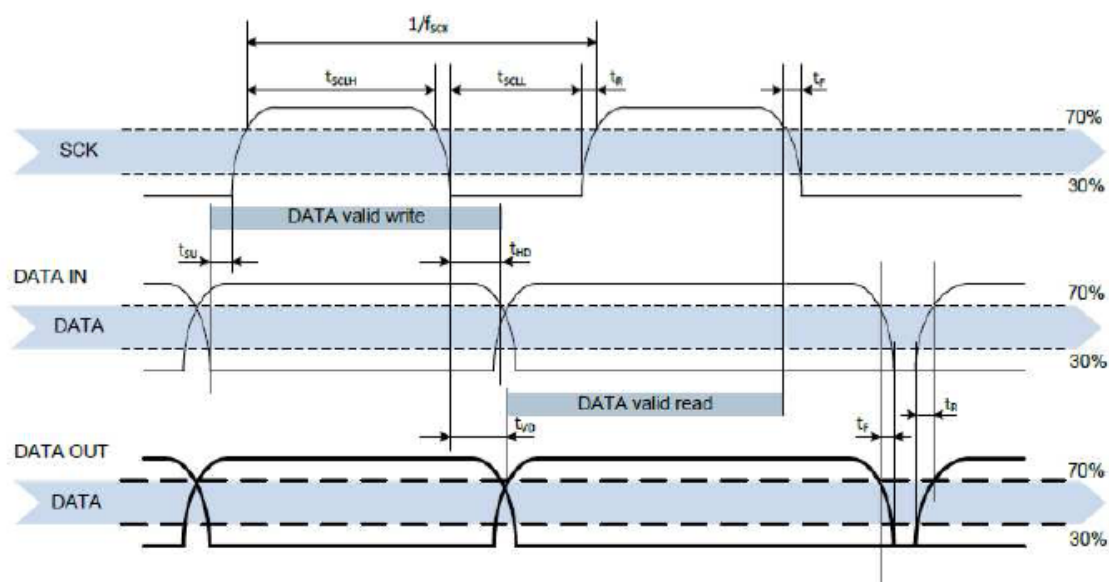 1/fSCK
tSCLH
tSCLL
tR
tF
70%
SCK
30%
DATA valid write
tSU
tHD
DATA IN
70%
DATA
30%
DATA valid read
tVD
tF
tR
DATA OUT
70%
DATA
30%